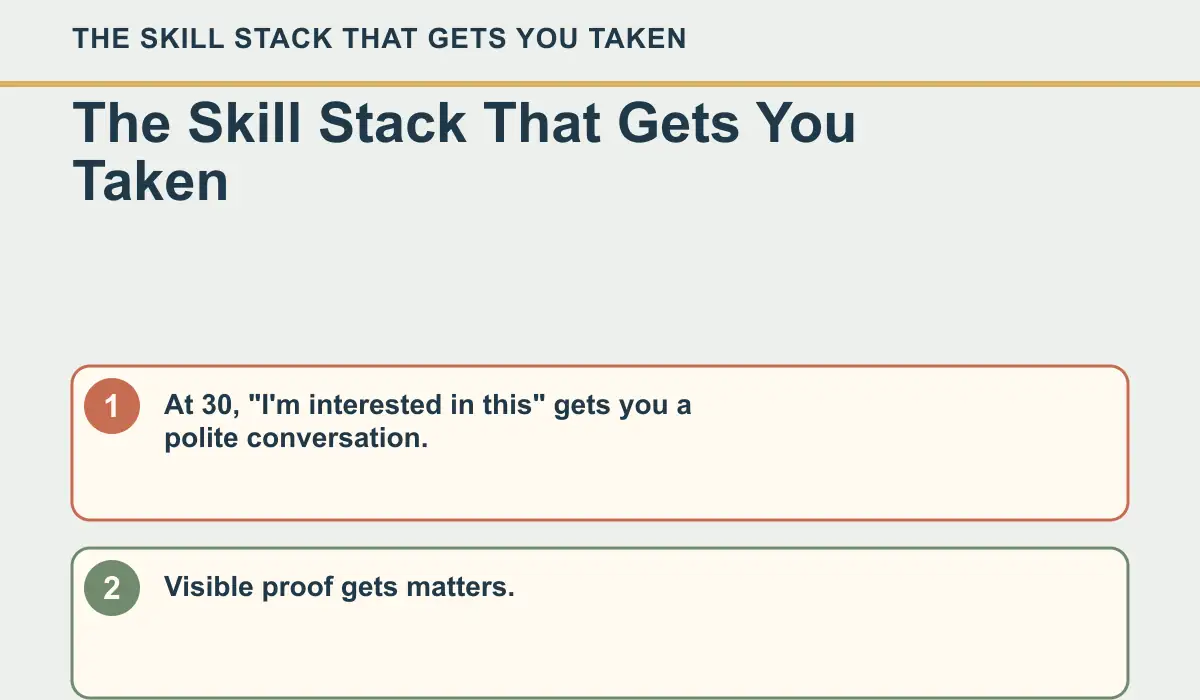 THE SKILL STACK THAT GETS YOU TAKEN
The Skill Stack That Gets You
Taken
1
At 30, "I'm interested in this" gets you a
polite conversation.
2
Visible proof gets matters.